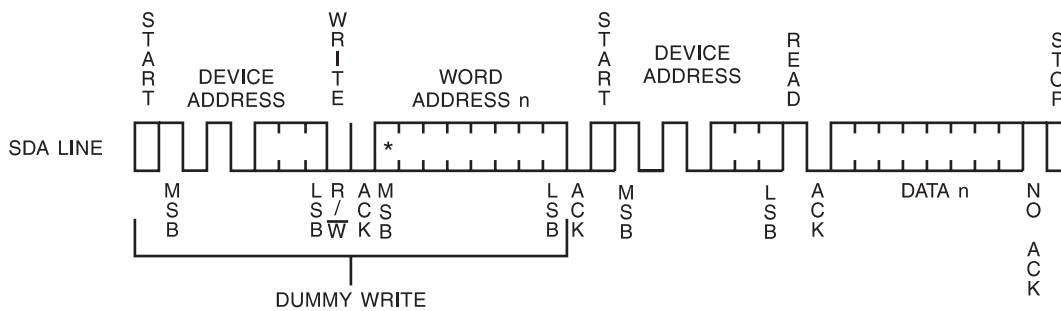 START
WRITE
START
READ
STOP
DEVICE
ADDRESS
WORD
ADDRESS n
DEVICE
ADDRESS
SDA LINE
*
MSB
LSB
R/W
ACK
MSB
LSB
ACK
MSB
LSB
ACK
DATA n
NO ACK
DUMMY WRITE